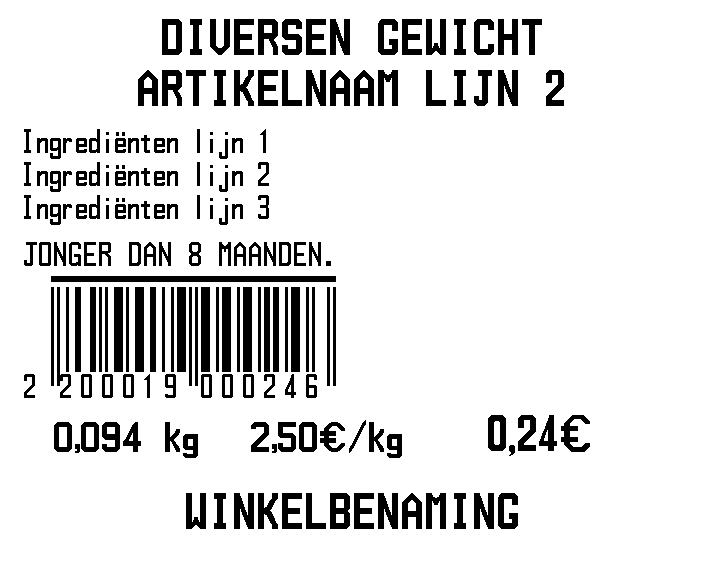 DIVERSEN GEWICHT
ARTIKELNAAM LIJN 2
Ingrediënten lijn 1
Ingrediënten lijn 2
Ingrediënten lijn 3
JONGER DAN 8 MAANDEN.
2 200019 000246
0,094 kg 2,50€/kg 0,24€
WINKELBENAMING